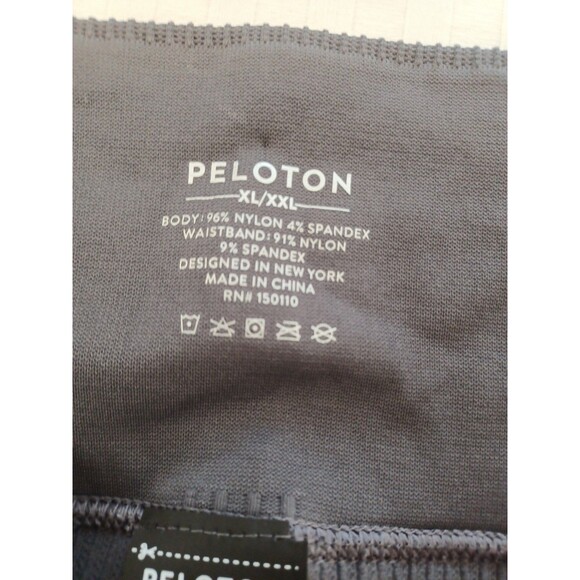 PELOTON
XL/XXL
BODY: 96% NYLON 4% SPANDEX
WAISTBAND: 91% NYLON
9% SPANDEX
DESIGNED IN NEW YORK
MADE IN CHINA
RN# 150110
PELOTO